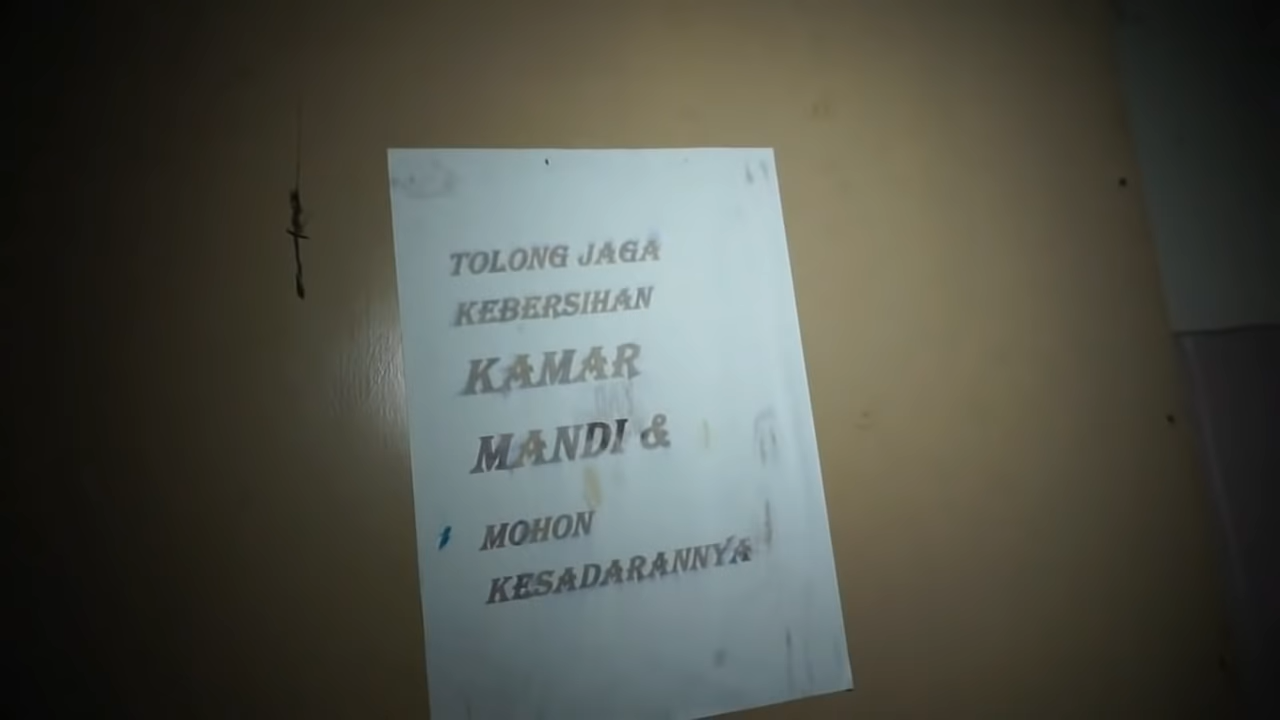 TOLONG JAGA
KEBERSIHAN
KAMAR
MANDI &
MOHON
KESADARANNYA